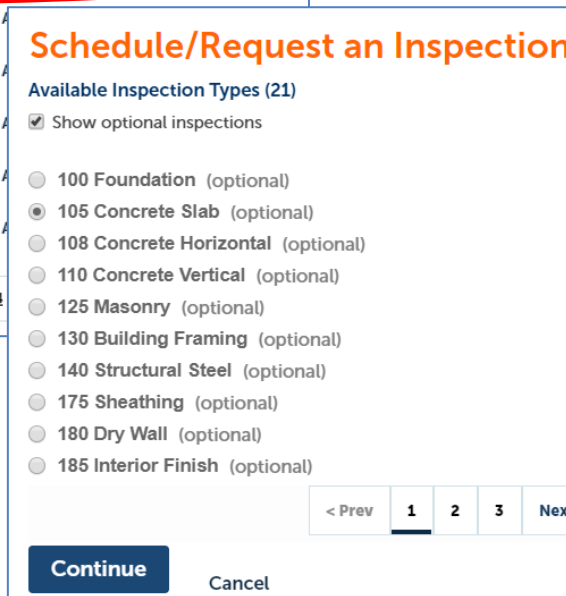 Schedule/Request an Inspection
Available Inspection Types (21)
Show optional inspections
100 Foundation (optional)
105 Concrete Slab (optional)
108 Concrete Horizontal (optional)
110 Concrete Vertical (optional)
125 Masonry (optional)
130 Building Framing (optional)
140 Structural Steel (optional)
175 Sheathing (optional)
180 Dry Wall (optional)
185 Interior Finish (optional)
< Prev 1 2 3 Nex
Continue
Cancel